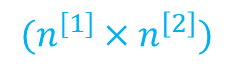 (n^[1] × n^[2])